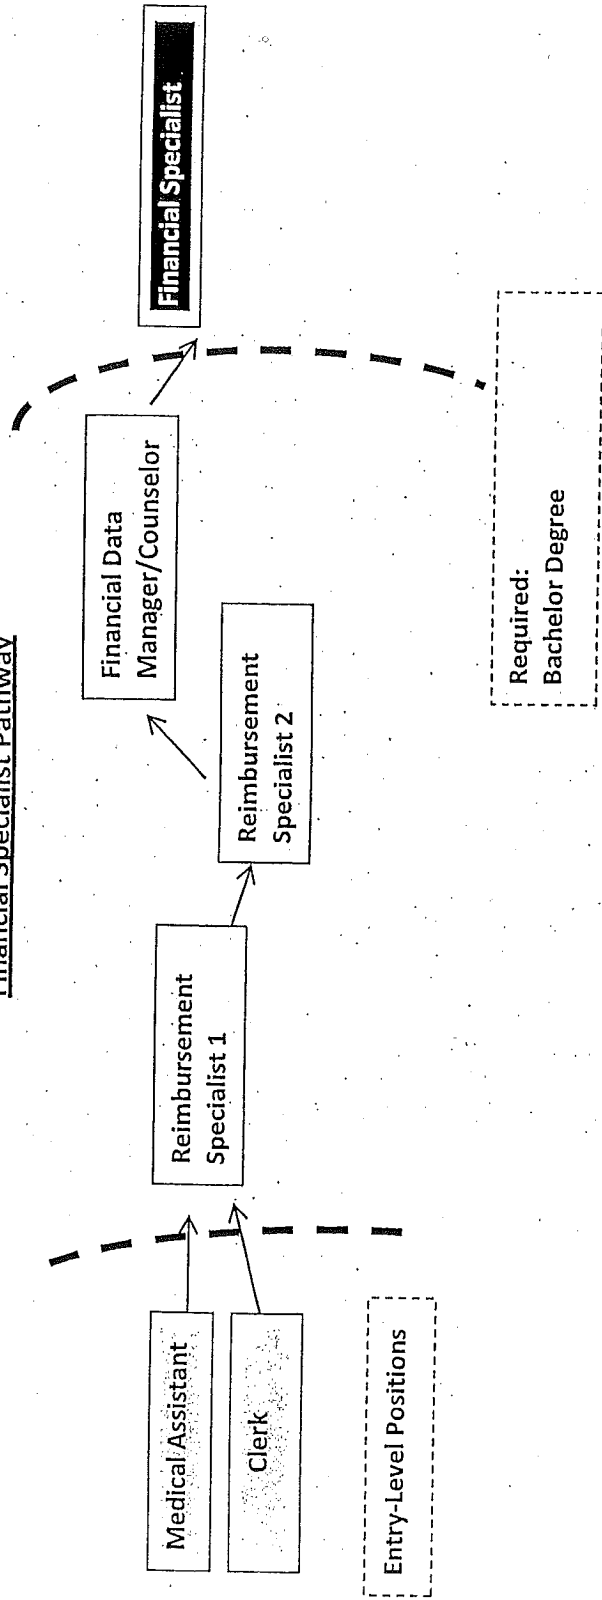 Financial Specialist Pathway
Medical Assistant
Clerk
Entry-Level Positions
Reimbursement
Specialist 1
Reimbursement
Specialist 2
Financial Data
Manager/Counselor
Financial Specialist
Required:
Bachelor Degree